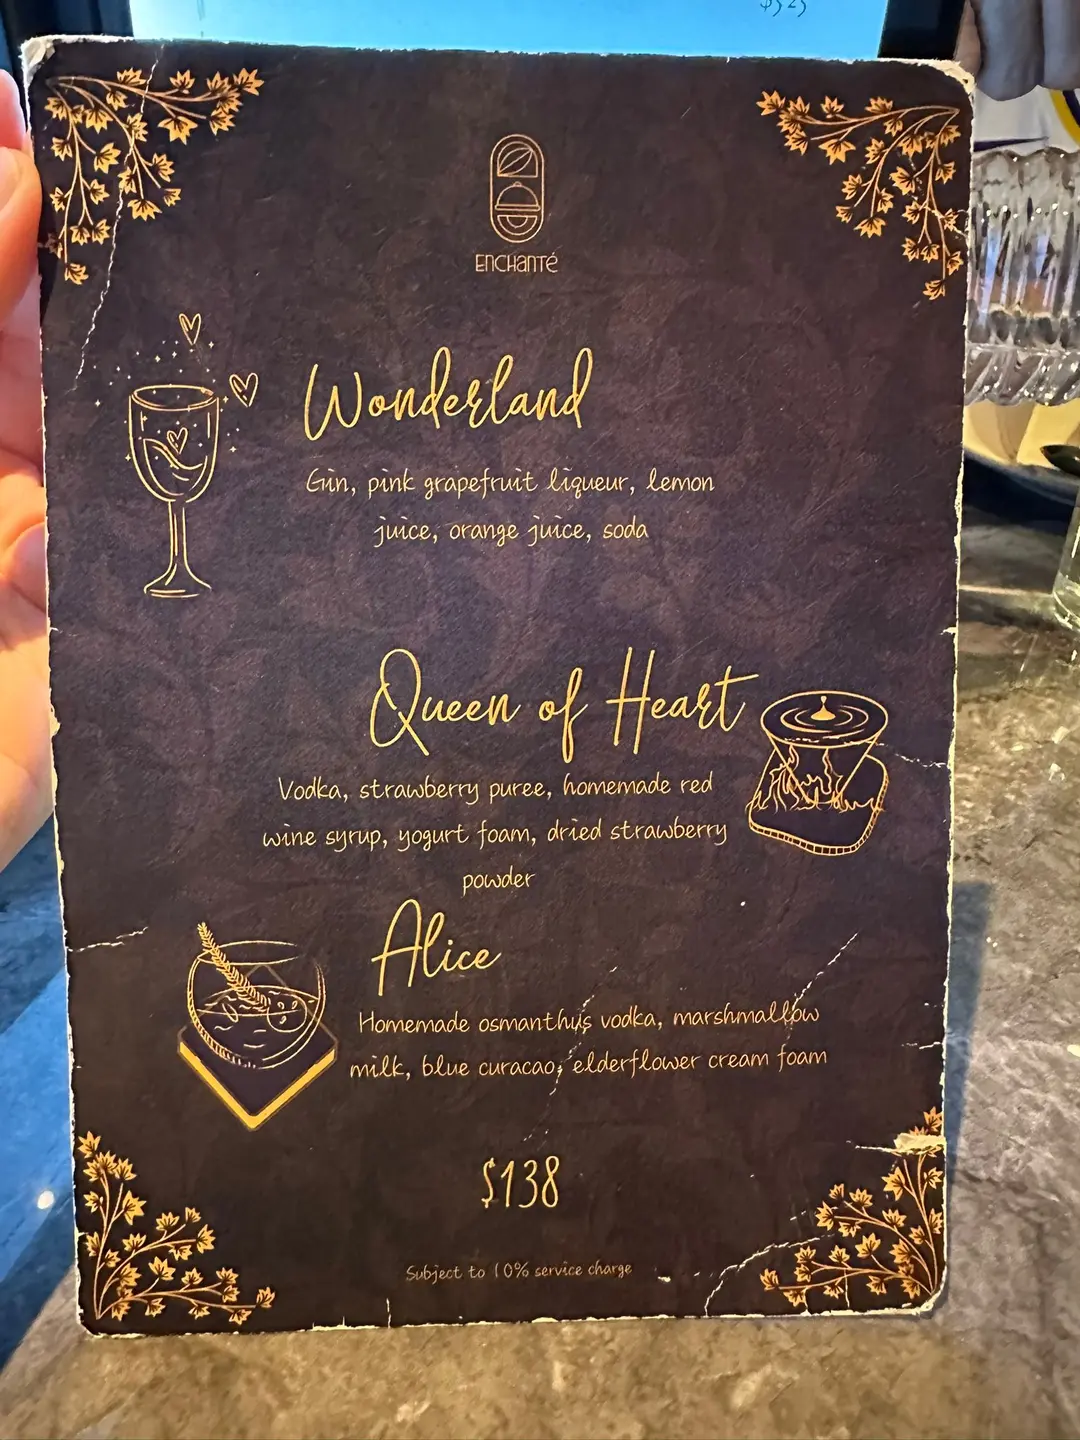 $325
ENCHANTÉ
Wonderland
Gin, pink grapefruit liqueur, lemon
juice, orange juice, soda
Queen of Heart
Vodka, strawberry puree, homemade red
wine syrup, yogurt foam, dried strawberry
powder
Alice
Homemade osmanthus vodka, marshmallow
milk, blue curacao, elderflower cream foam
$138
Subject to 10% service charge